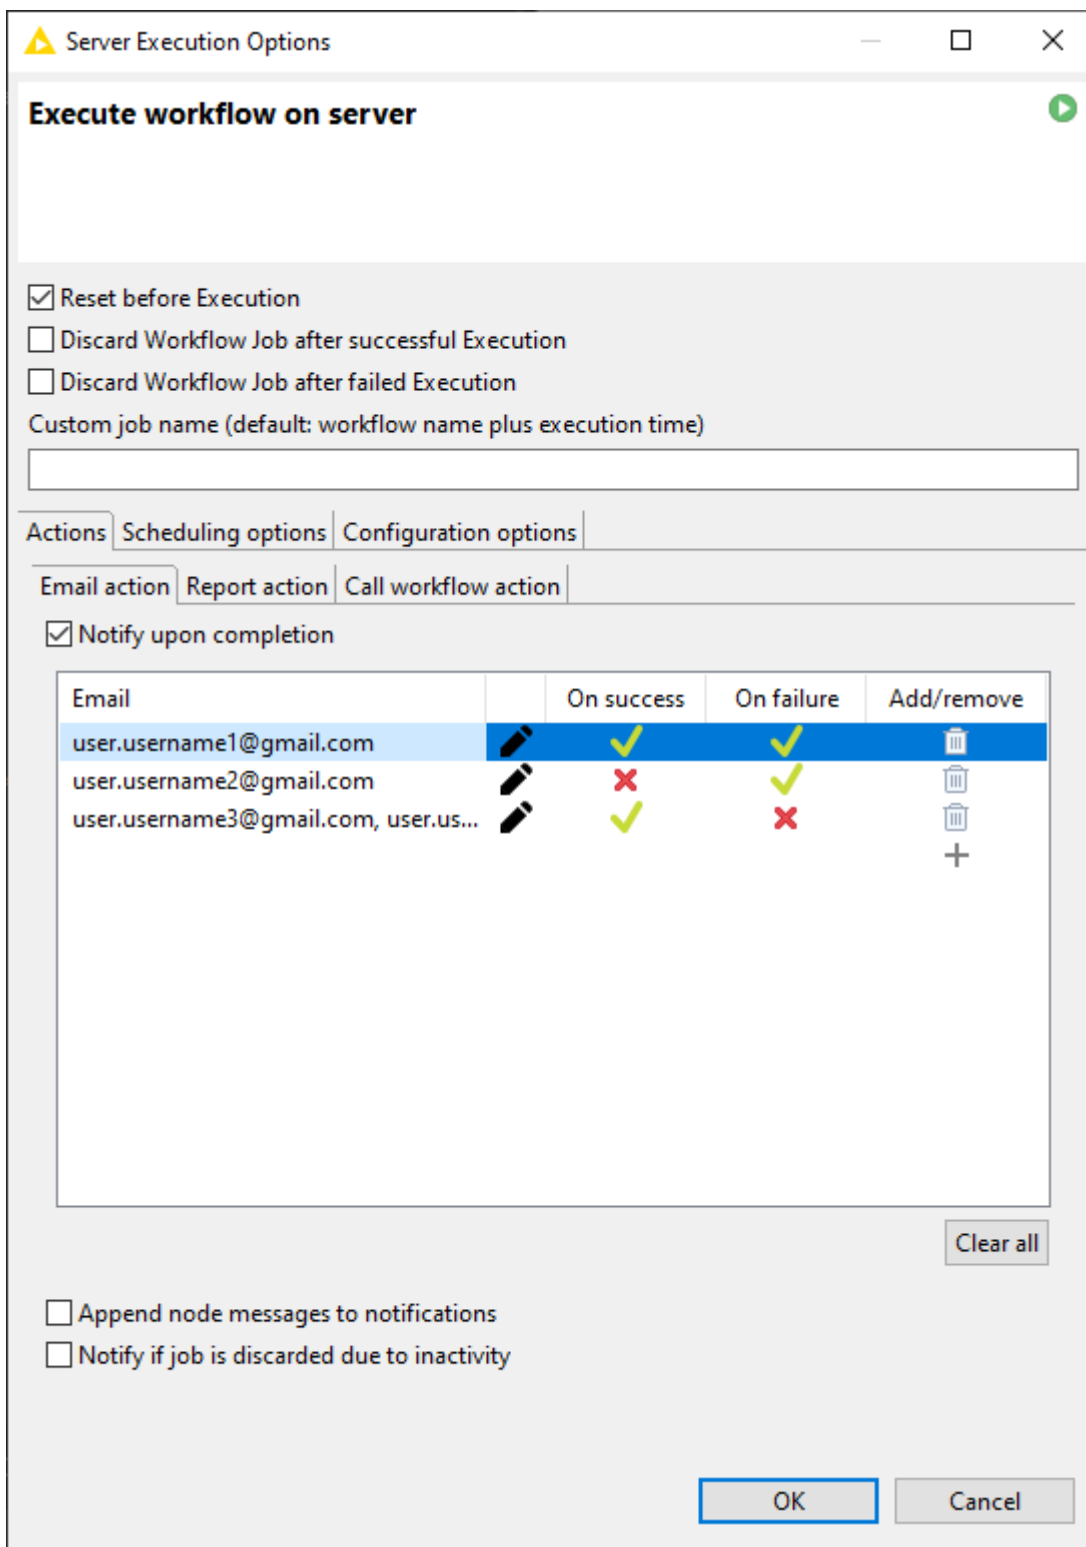 Server Execution Options
Execute workflow on server
Reset before Execution
Discard Workflow Job after successful Execution
Discard Workflow Job after failed Execution
Custom job name (default: workflow name plus execution time)
Actions Scheduling options Configuration options
Email action Report action Call workflow action
Notify upon completion
Email On success On failure Add/remove
user.username1@gmail.com
user.username2@gmail.com
user.username3@gmail.com, user.us...
Clear all
Append node messages to notifications
Notify if job is discarded due to inactivity
OK Cancel